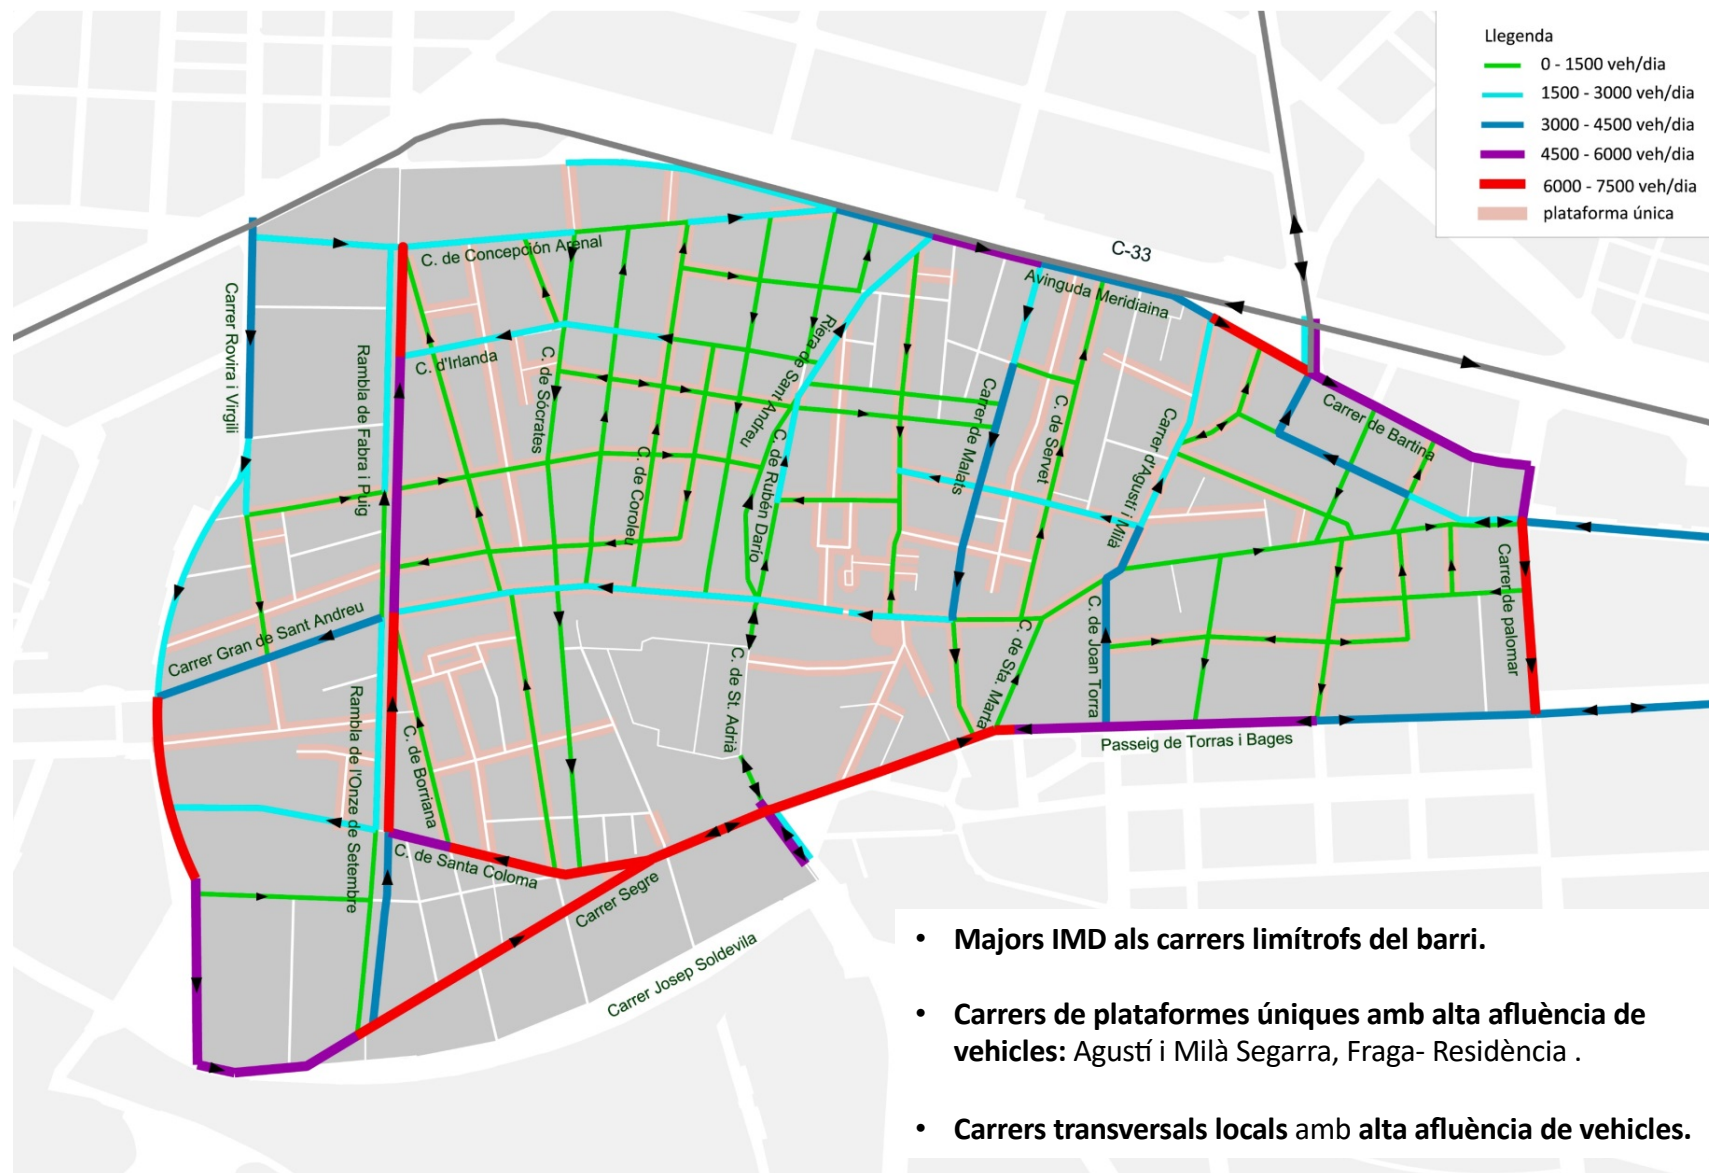 Llegenda
0 - 1500 veh/dia
1500 - 3000 veh/dia
3000 - 4500 veh/dia
4500 - 6000 veh/dia
6000 - 7500 veh/dia
plataforma única
C-33
Avinguda Meridiaina
C. de Concepción Arenal
Carrer Rovira i Virgili
Rambla de Fabra i Puig
C. d'Irlanda
C. de Sócrates
C. de Coroleu
Riera de Sant Andreu
C. de Rubén Darío
Carrer de Malats
C. de Servet
Carrer d'Agustí i Milà
Carrer de Bartina
Carrer de palomar
Carrer Gran de Sant Andreu
Rambla de l'Onze de Setembre
C. de Borriana
C. de St. Adrià
C. de Sta. Marta
C. de Joan Torra
Passeig de Torras i Bages
C. de Santa Coloma
Carrer Segre
Carrer Josep Soldevila
• Majors IMD als carrers limítrofs del barri.
• Carrers de plataformes úniques amb alta afluència de
vehicles: Agustí i Milà Segarra, Fraga- Residència .
• Carrers transversals locals amb alta afluència de vehicles.